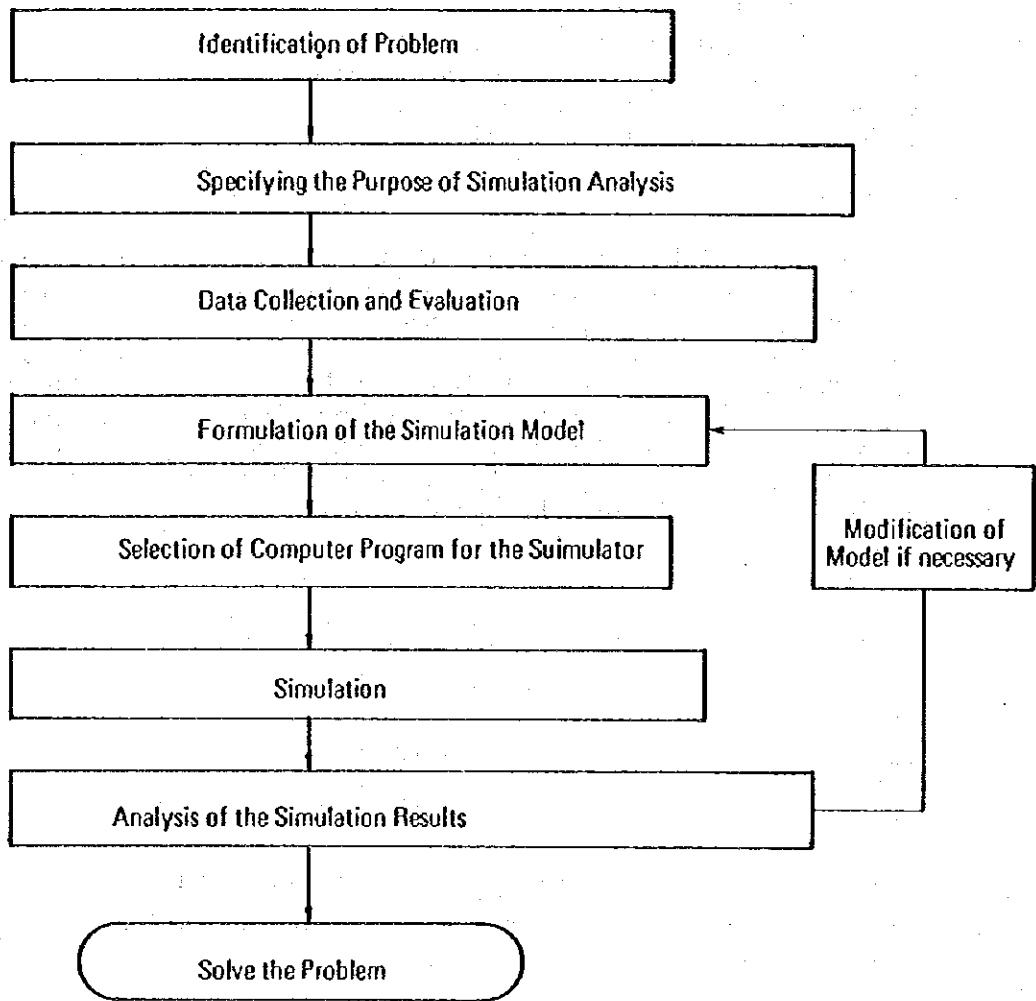 Identification of Problem
Specifying the Purpose of Simulation Analysis
Data Collection and Evaluation
Formulation of the Simulation Model
Selection of Computer Program for the Suimulator
Simulation
Analysis of the Simulation Results
Solve the Problem
Modification of
Model if necessary